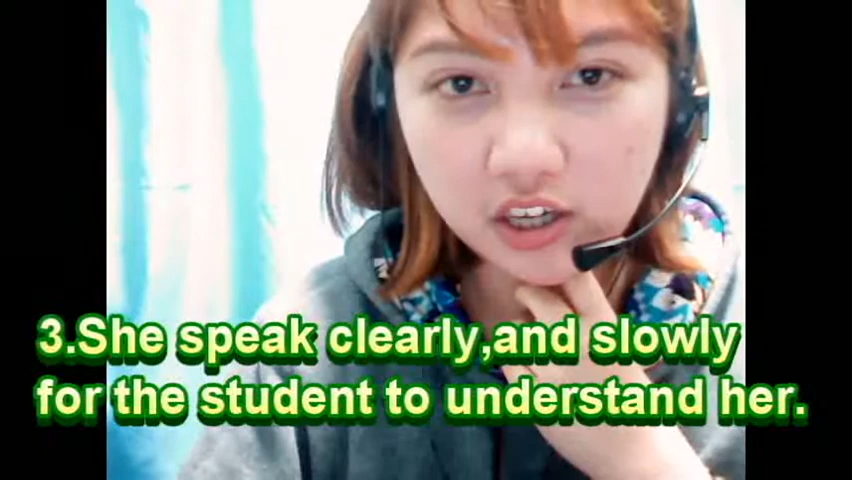 3.She speak clearly,and slowly
for the student to understand her.